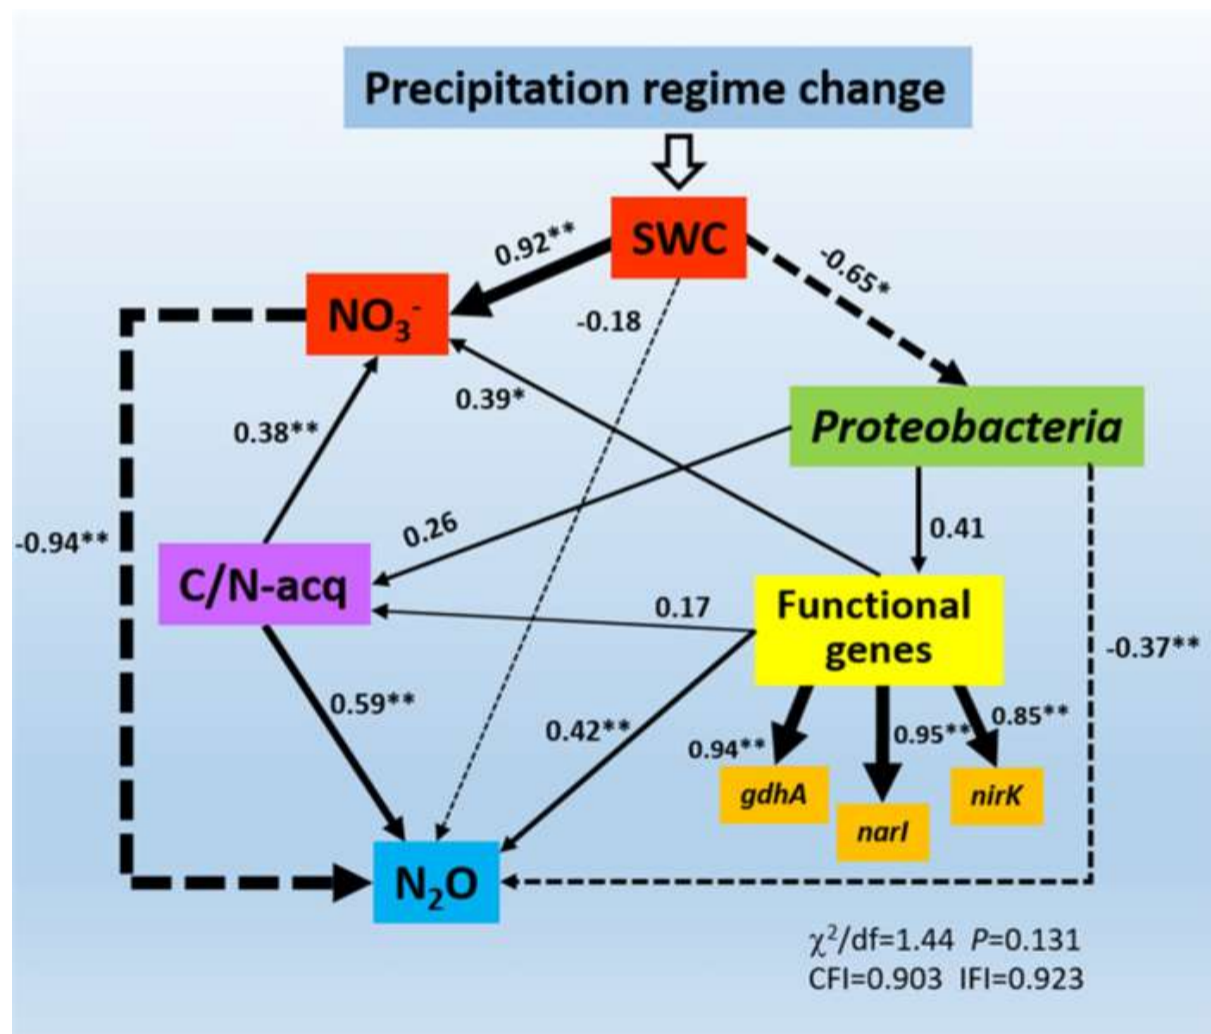 Precipitation regime change
SWC
0.92**
-0.65*
NO₃⁻
-0.18
0.39*
Proteobacteria
0.38**
0.26
0.41
-0.94**
C/N-acq
0.17
Functional
genes
-0.37**
0.59**
0.42**
0.94**
0.95**
0.85**
gdhA
narI
nirK
N₂O
χ²/df=1.44 P=0.131
CFI=0.903 IFI=0.923